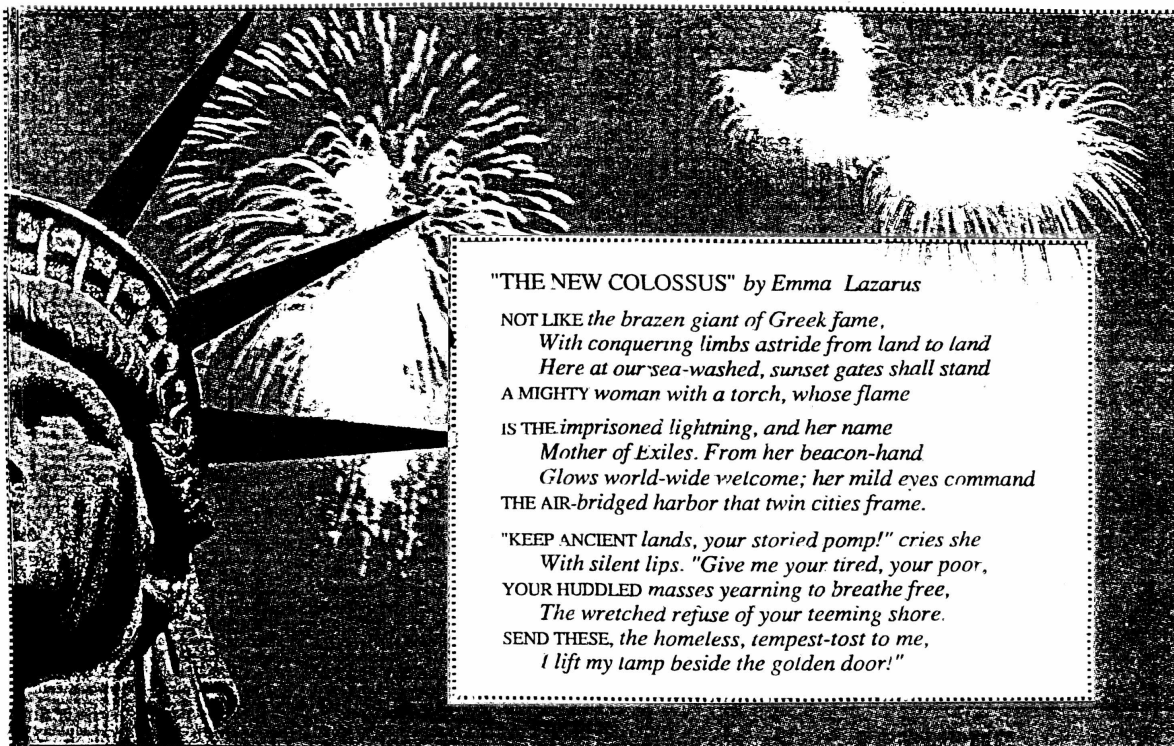 "THE NEW COLOSSUS" by Emma Lazarus
NOT LIKE the brazen giant of Greek fame,
With conquering limbs astride from land to land
Here at our sea-washed, sunset gates shall stand
A MIGHTY woman with a torch, whose flame
IS THE imprisoned lightning, and her name
Mother of Exiles. From her beacon-hand
Glows world-wide welcome; her mild eyes command
THE AIR-bridged harbor that twin cities frame.
"KEEP ANCIENT lands, your storied pomp!" cries she
With silent lips. "Give me your tired, your poor,
YOUR HUDDLED masses yearning to breathe free,
The wretched refuse of your teeming shore.
SEND THESE, the homeless, tempest-tost to me,
I lift my lamp beside the golden door!"